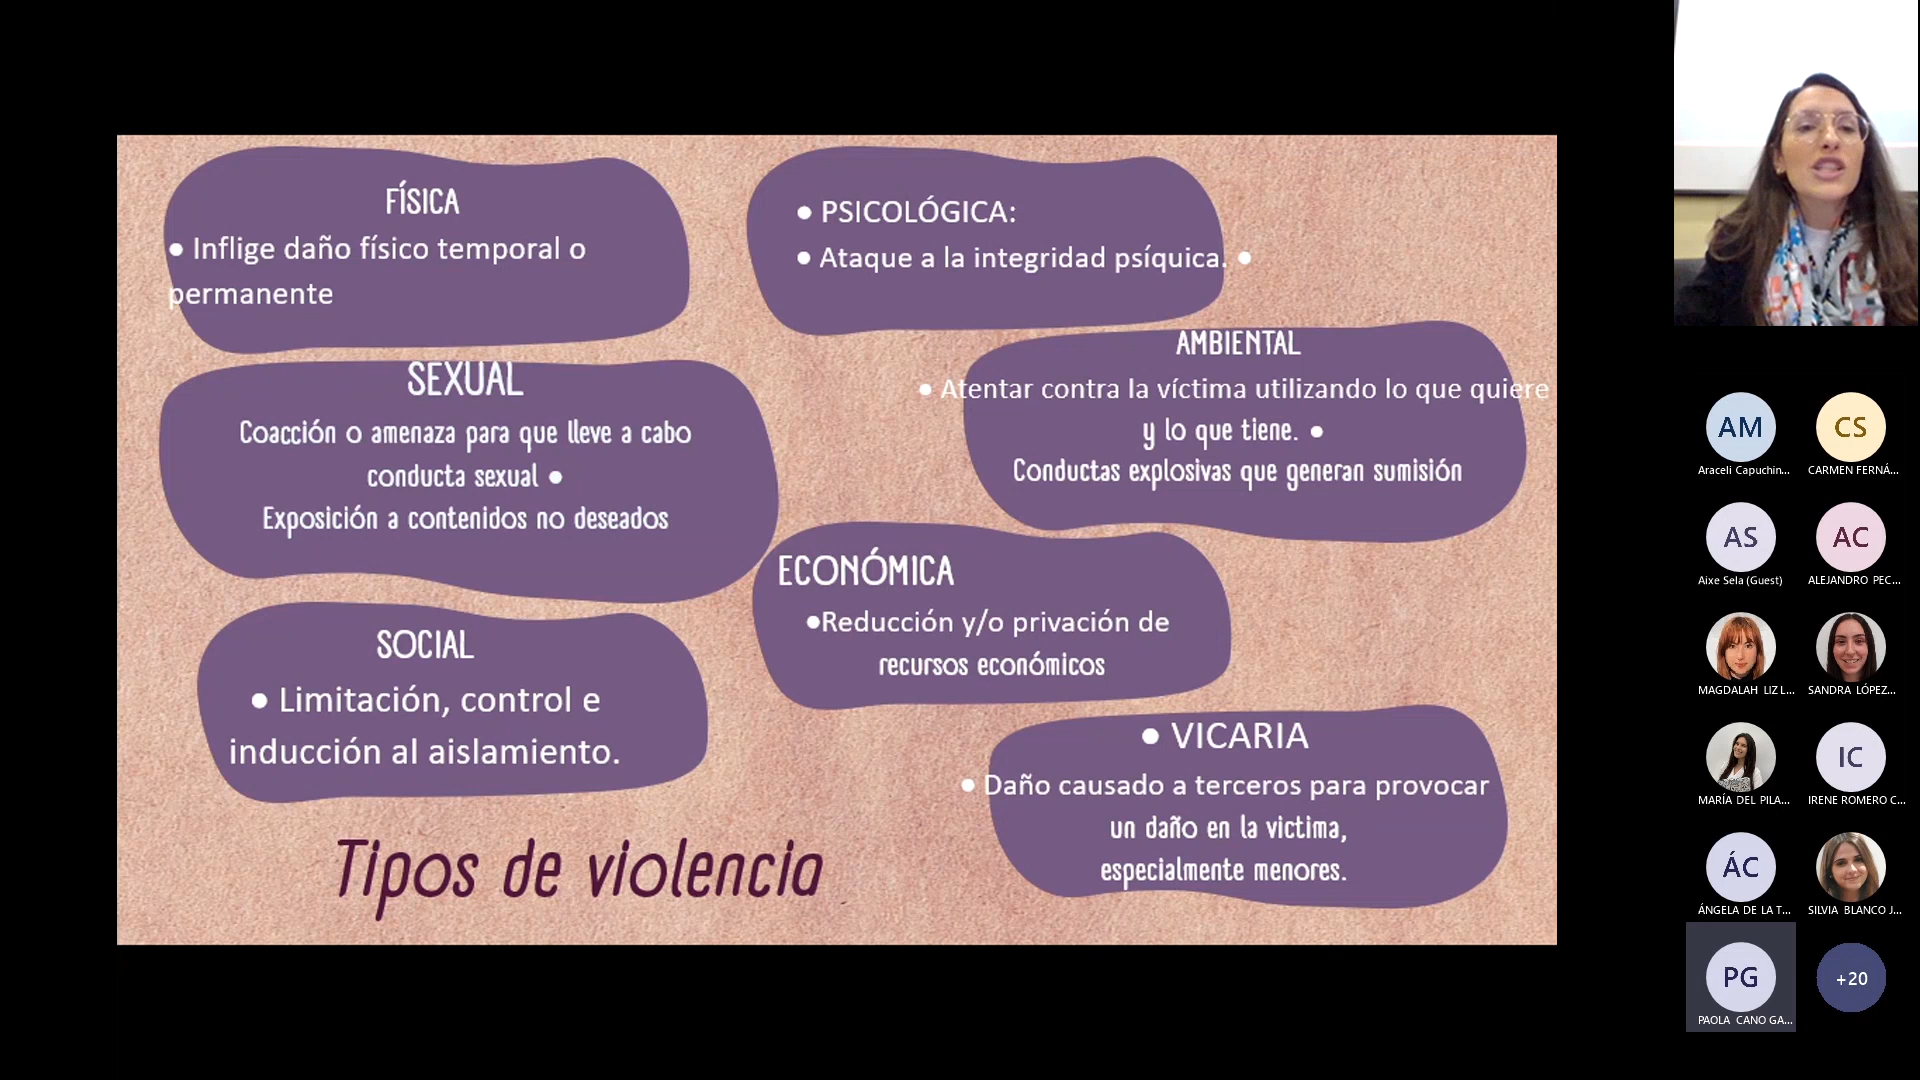 FÍSICA
● Inflige daño físico temporal o
permanente
● PSICOLÓGICA:
● Ataque a la integridad psíquica. ●
AMBIENTAL
● Atentar contra la víctima utilizando lo que quiere
y lo que tiene. ●
Conductas explosivas que generan sumisión
SEXUAL
Coacción o amenaza para que lleve a cabo
conducta sexual ●
Exposición a contenidos no deseados
ECONÓMICA
●Reducción y/o privación de
recursos económicos
SOCIAL
● Limitación, control e
inducción al aislamiento.
● VICARIA
● Daño causado a terceros para provocar
un daño en la victima,
especialmente menores.
Tipos de violencia
AM
Araceli Capuchin...
CS
CARMEN FERNÁ...
AS
Aixe Sela (Guest)
AC
ALEJANDRO PEC...
MAGDALAH LIZ L...
SANDRA LÓPEZ...
MARÍA DEL PILA...
IC
IRENE ROMERO C...
ÁC
ÁNGELA DE LA T...
SILVIA BLANCO J...
PG
PAOLA CANO GA...
+20